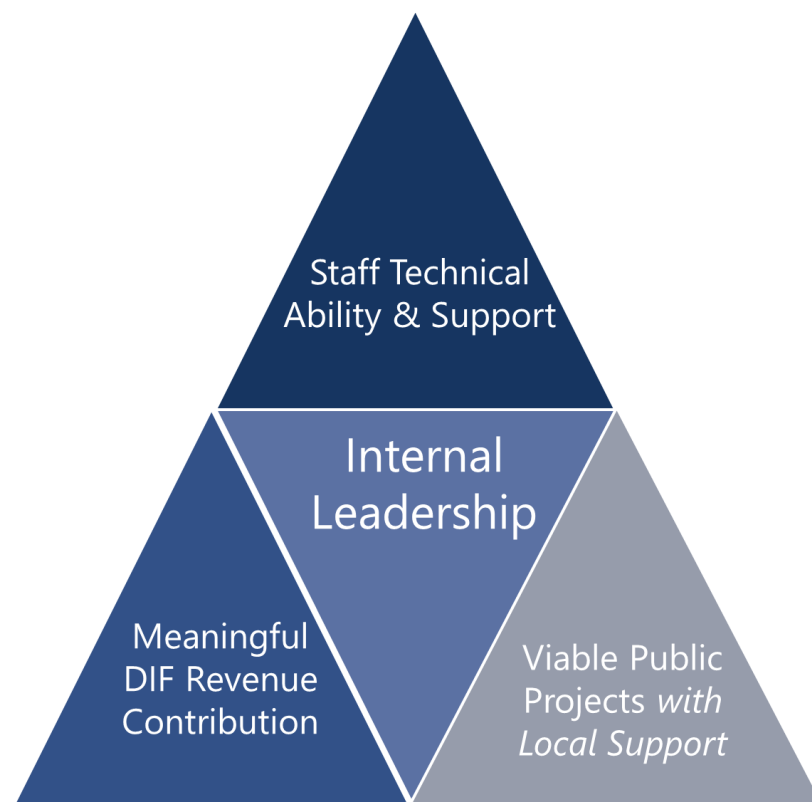 Staff Technical
Ability & Support
Internal
Leadership
Meaningful
DIF Revenue
Contribution
Viable Public
Projects with
Local Support